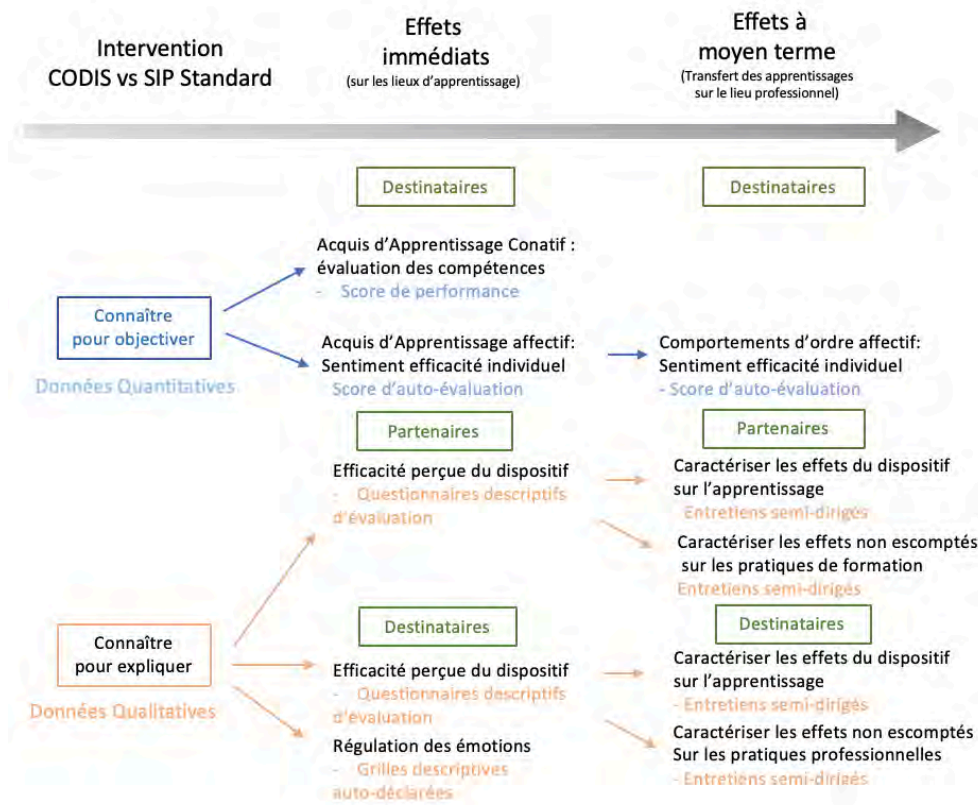 Intervention
CODIS vs SIP Standard
Effets
immédiats
(sur les lieux d'apprentissage)
Effets à
moyen terme
(Transfert des apprentissages
sur le lieu professionnel)
Destinataires
Destinataires
Acquis d'Apprentissage Conatif :
évaluation des compétences
- Score de performance
Connaître
pour objectiver
Données Quantitatives
Acquis d'Apprentissage affectif:
Sentiment efficacité individuel
- Score d'auto-évaluation
Comportements d'ordre affectif:
Sentiment efficacité individuel
- Score d'auto-évaluation
Partenaires
Partenaires
Efficacité perçue du dispositif
- Questionnaires descriptifs
d'évaluation
Caractériser les effets du dispositif
sur l'apprentissage
Entretiens semi-dirigés
Caractériser les effets non escomptés
sur les pratiques de formation
Entretiens semi-dirigés
Connaître
pour expliquer
Données Qualitatives
Destinataires
Destinataires
Efficacité perçue du dispositif
- Questionnaires descriptifs
d'évaluation
Régulation des émotions
- Grilles descriptives
auto-déclarées
Caractériser les effets du dispositif
sur l'apprentissage
- Entretiens semi-dirigés
Caractériser les effets non escomptés
Sur les pratiques professionnelles
- Entretiens semi-dirigés